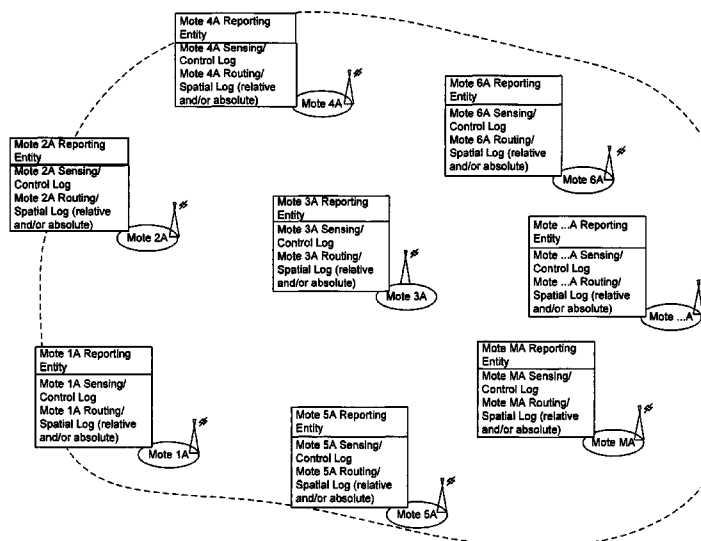 Mote 4A Reporting
Entity
Mote 4A Sensing/
Control Log
Mote 4A Routing/
Spatial Log (relative
and/or absolute)
Mote 4A
Mote 6A Reporting
Entity
Mote 6A Sensing/
Control Log
Mote 6A Routing/
Spatial Log (relative
and/or absolute)
Mote 6A
Mote 2A Reporting
Entity
Mote 2A Sensing/
Control Log
Mote 2A Routing/
Spatial Log (relative
and/or absolute)
Mote 2A
Mote 3A Reporting
Entity
Mote 3A Sensing/
Control Log
Mote 3A Routing/
Spatial Log (relative
and/or absolute)
Mote 3A
Mote ...A Reporting
Entity
Mote ...A Sensing/
Control Log
Mote ...A Routing/
Spatial Log (relative
and/or absolute)
Mote ...A
Mote 1A Reporting
Entity
Mote 1A Sensing/
Control Log
Mote 1A Routing/
Spatial Log (relative
and/or absolute)
Mote 1A
Mote MA Reporting
Entity
Mote MA Sensing/
Control Log
Mote MA Routing/
Spatial Log (relative
and/or absolute)
Mote MA
Mote 5A Reporting
Entity
Mote 5A Sensing/
Control Log
Mote 5A Routing/
Spatial Log (relative
and/or absolute)
Mote 5A